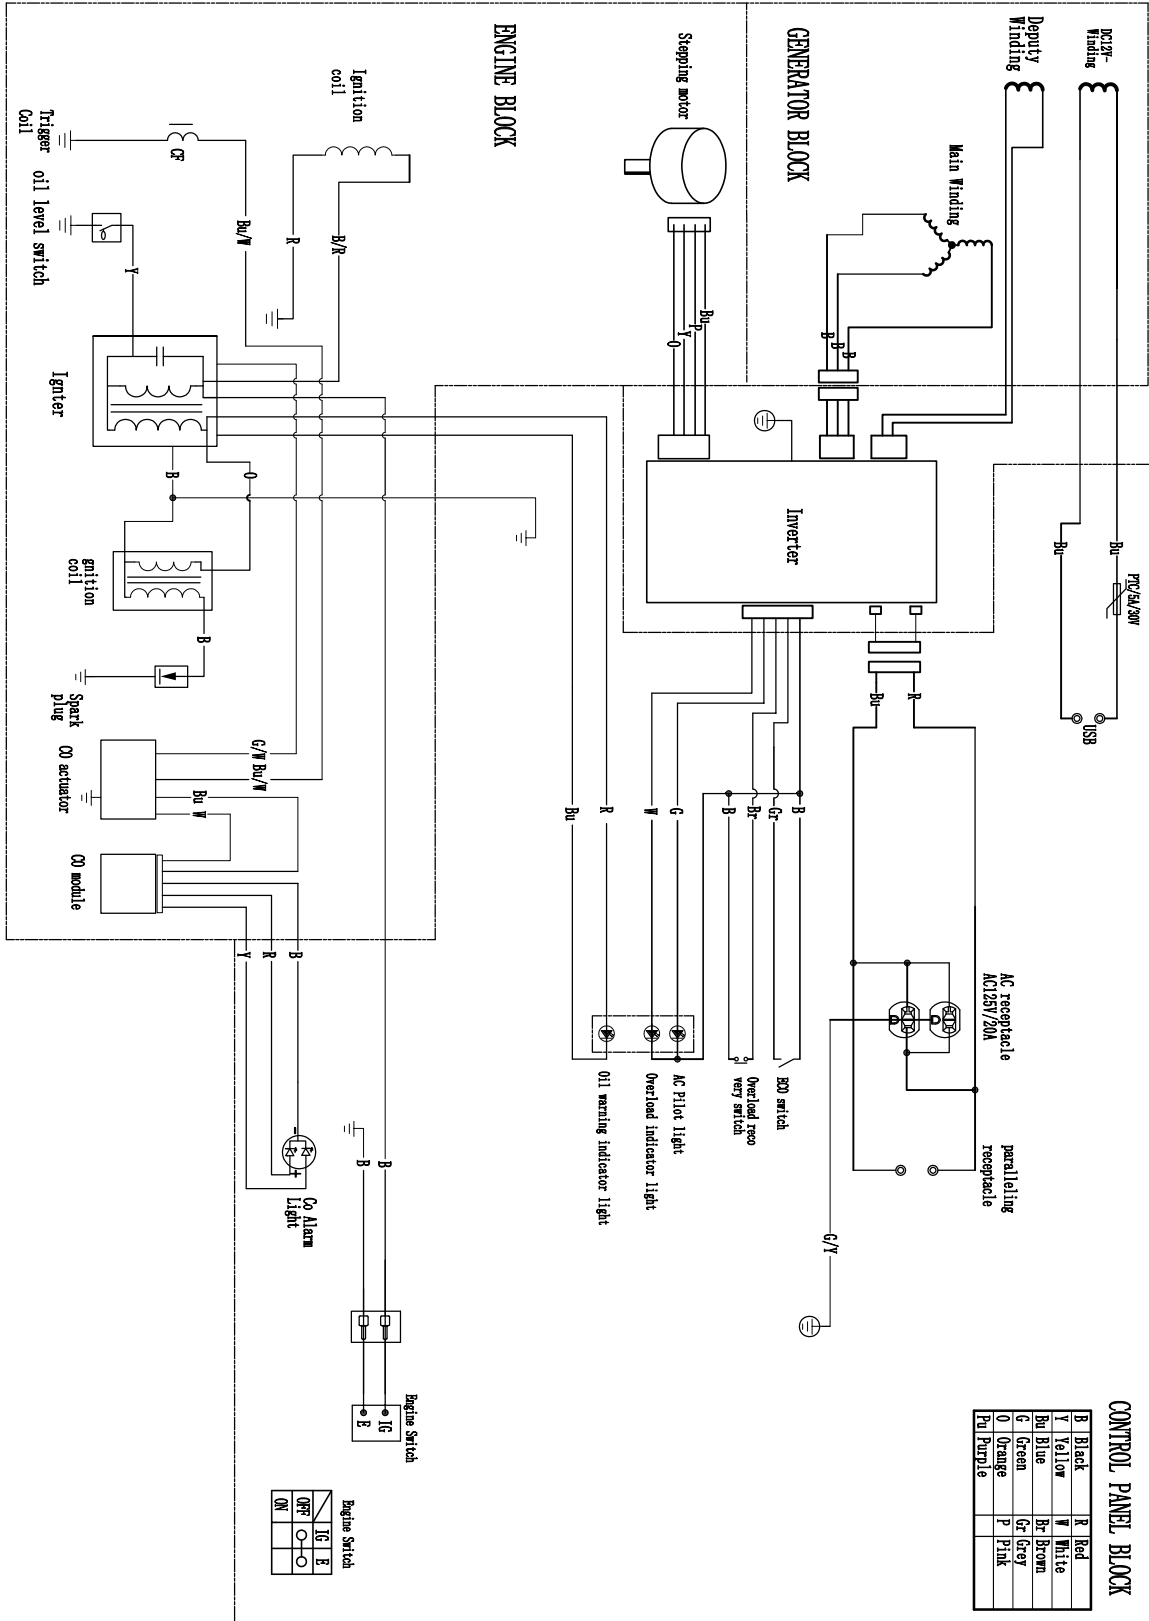 ENGINE BLOCK
GENERATOR BLOCK
CONTROL PANEL BLOCK
DC12V-
Winding
Deputy
Winding
Main Winding
Stepping motor
Ignition
coil
Trigger
Coil
CF
oil level switch
Bu/W
R
B/R
Y
Bu
P
Y
O
B
B
B
Igniter
Inverter
B
O
gnition
coil
B
Spark
plug
CO actuator
G/W
Bu/W
Bu
W
CO module
Y
R
B
Bu
R
W
G
B
Br
Gr
B
Bu
R
Bu
Bu
PTC/5A/30V
USB
AC receptacle
AC125V/20A
paralleling
receptacle
G/Y
ECO switch
Overload reco
very switch
AC Pilot light
Overload indicator light
Oil warning indicator light
-
+
Co Alarm
Light
B
B
Engine Switch
IG
E
Engine Switch
IG E
OFF
ON
B Black R Red
Y Yellow W White
Bu Blue Br Brown
G Green Gr Grey
O Orange P Pink
Pu Purple